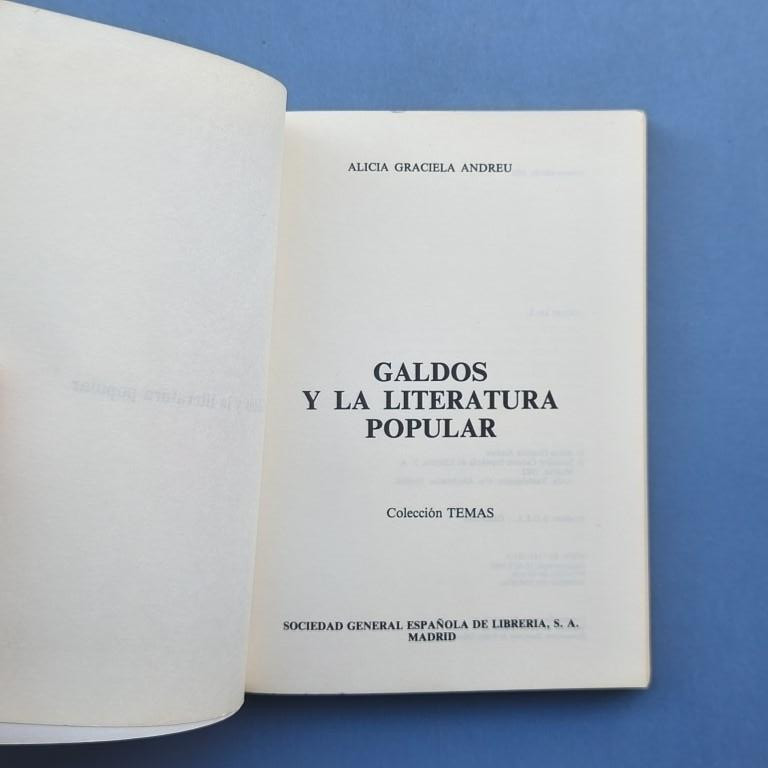 ALICIA GRACIELA ANDREU
GALDOS
Y LA LITERATURA
POPULAR
Colección TEMAS
SOCIEDAD GENERAL ESPAÑOLA DE LIBRERIA, S. A.
MADRID